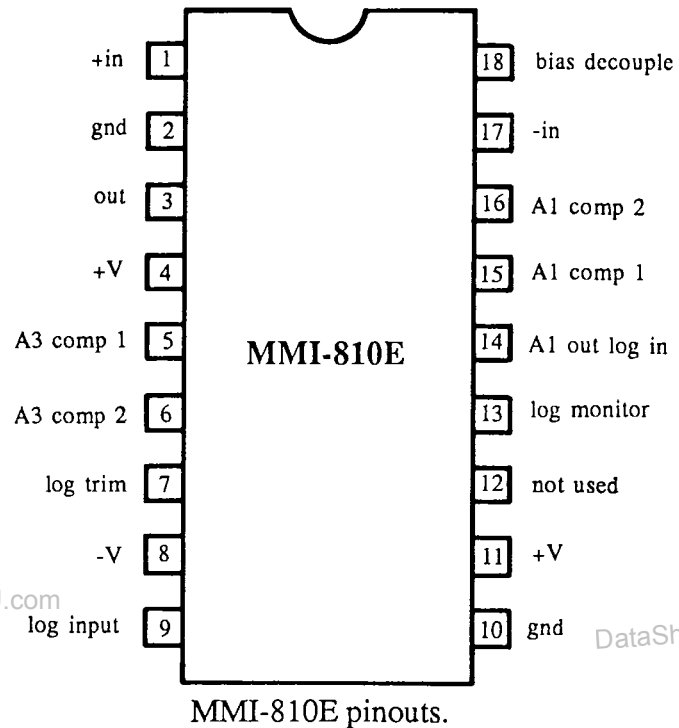 +in 1
gnd 2
out 3
+V 4
A3 comp 1 5
A3 comp 2 6
log trim 7
-V 8
log input 9
MMI-810E
18 bias decouple
17 -in
16 A1 comp 2
15 A1 comp 1
14 A1 out log in
13 log monitor
12 not used
11 +V
10 gnd
.com
DataSh
MMI-810E pinouts.